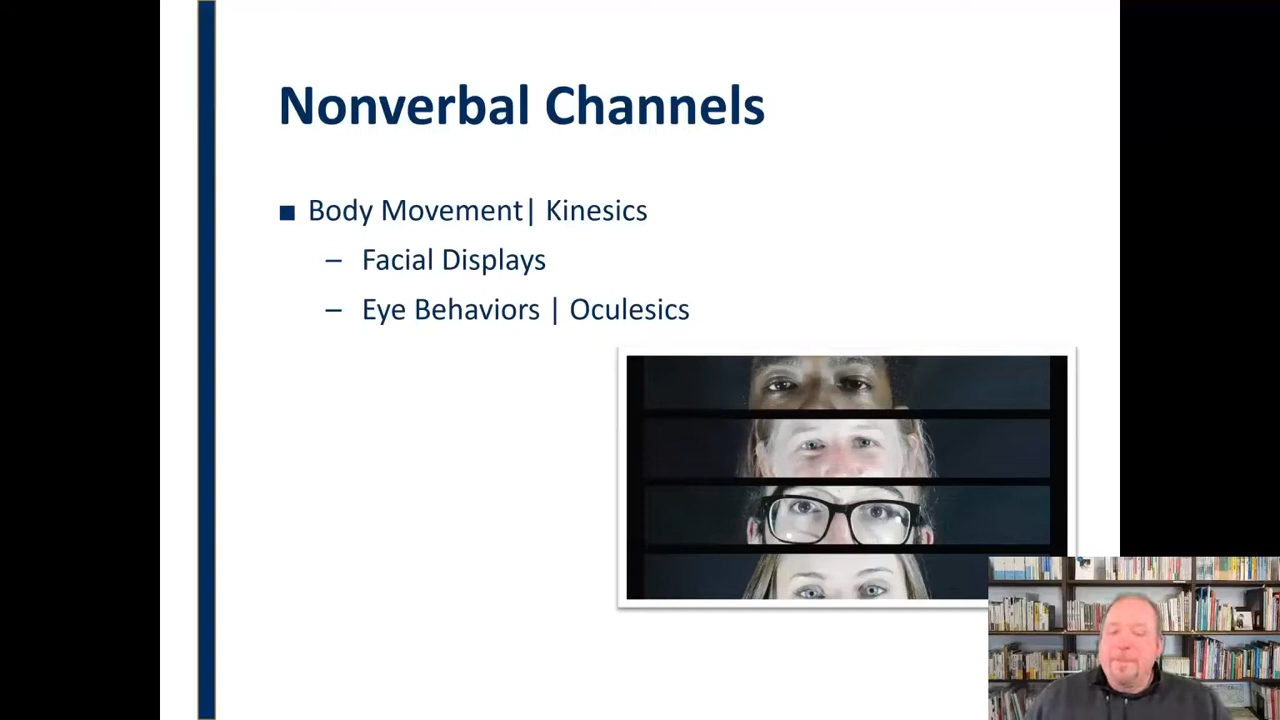 Nonverbal Channels
■ Body Movement| Kinesics
– Facial Displays
– Eye Behaviors | Oculesics